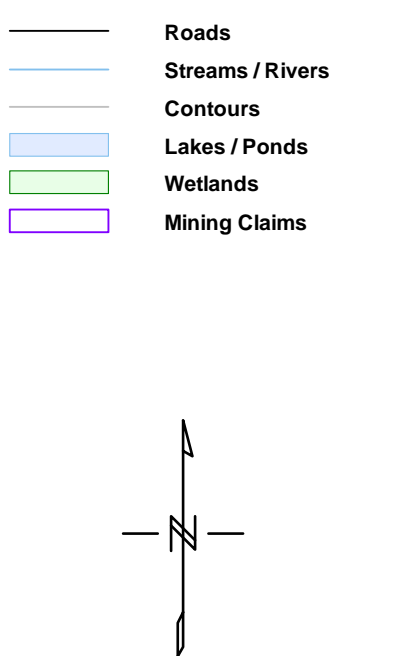 Roads
Streams / Rivers
Contours
Lakes / Ponds
Wetlands
Mining Claims
N